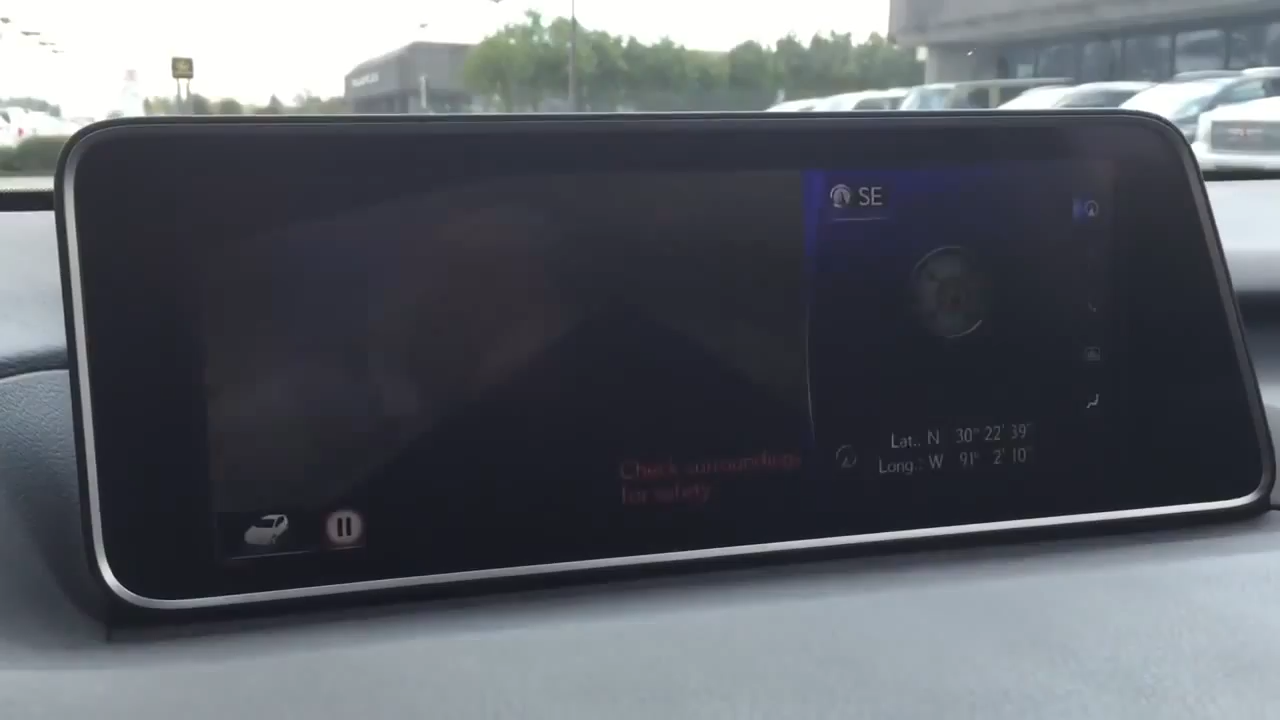 SE
Check surroundings
for safety.
Lat.: N 30° 22' 39"
Long.: W 91° 2' 10"